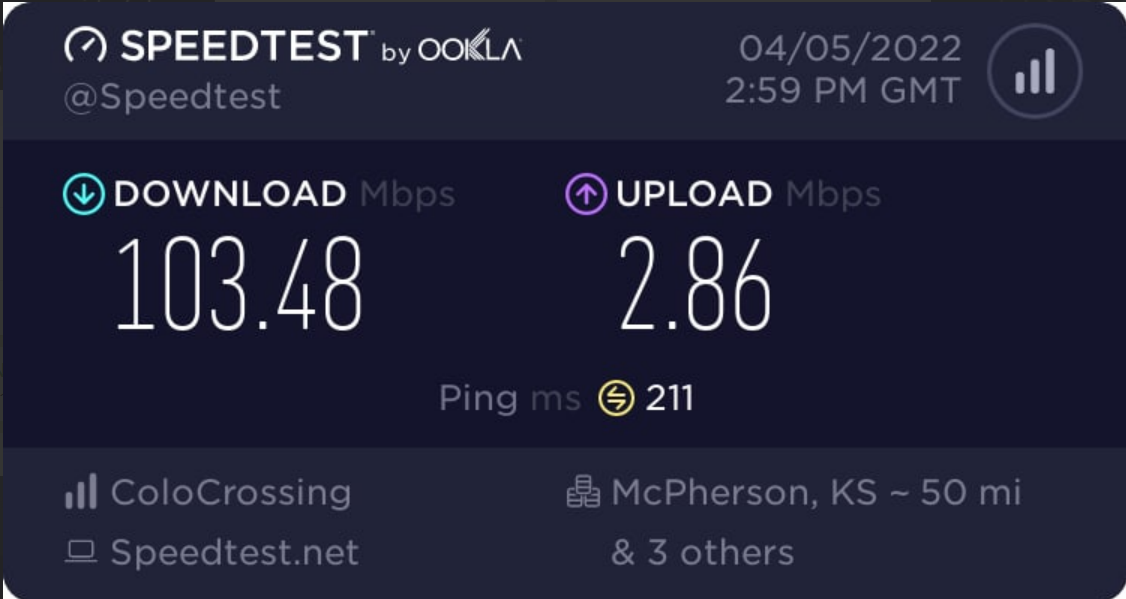 SPEEDTEST by OOKLA
@Speedtest
04/05/2022
2:59 PM GMT
DOWNLOAD Mbps
103.48
UPLOAD Mbps
2.86
Ping ms 211
ColoCrossing
Speedtest.net
McPherson, KS ~ 50 mi
& 3 others